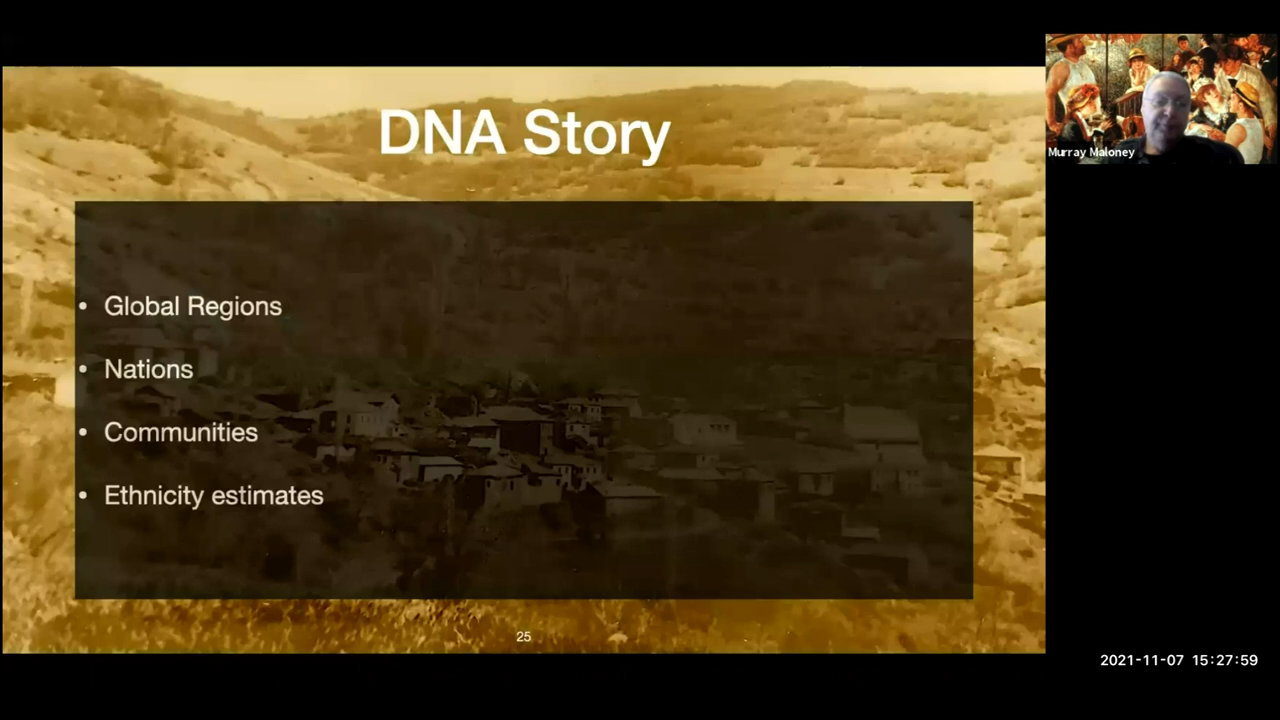 DNA Story
• Global Regions
• Nations
• Communities
• Ethnicity estimates
25
Murray Maloney
2021-11-07 15:27:59